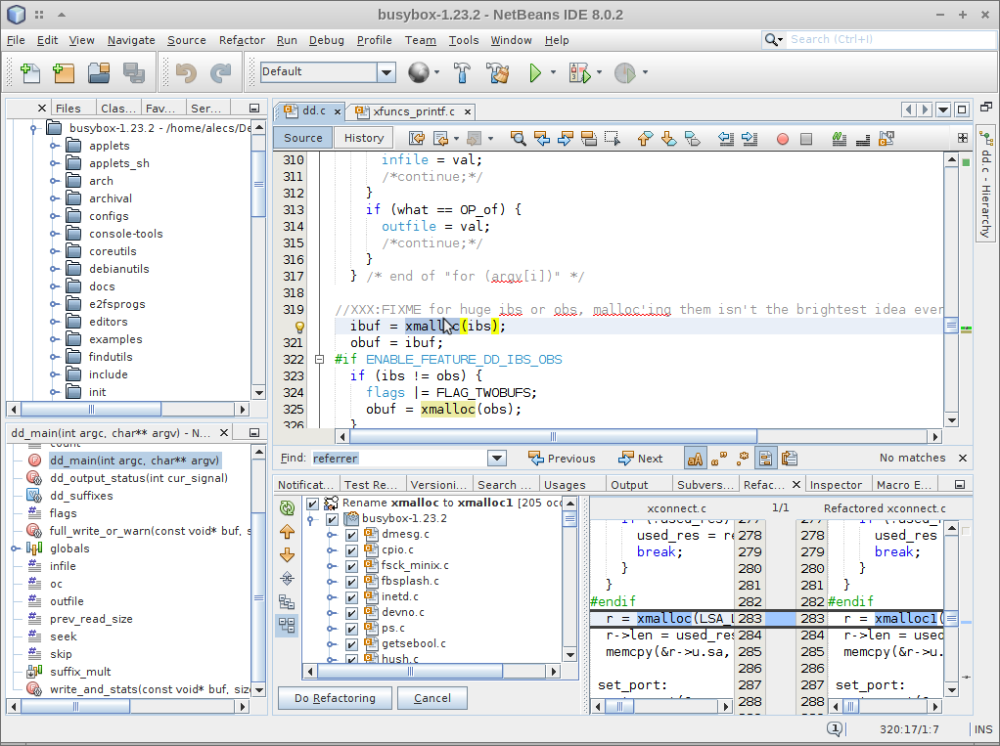 busybox-1.23.2 - NetBeans IDE 8.0.2
File Edit View Navigate Source Refactor Run Debug Profile Team Tools Window Help
Search (Ctrl+I)
Default
Files Clas... Fav... Ser...
busybox-1.23.2 - /home/alecs/De
applets
applets_sh
arch
archival
configs
console-tools
coreutils
debianutils
docs
e2fsprogs
editors
examples
findutils
include
init
dd_main(int argc, char** argv) - N...
count
dd_main(int argc, char** argv)
dd_output_status(int cur_signal)
dd_suffixes
flags
full_write_or_warn(const void* buf, s
globals
infile
oc
outfile
prev_read_size
seek
skip
suffix_mult
write_and_stats(const void* buf, size
dd.c xfuncs_printf.c
Source History
310 infile = val;
311 /*continue;*/
312 }
313 if (what == OP_of) {
314 outfile = val;
315 /*continue;*/
316 }
317 } /* end of "for (argv[i])" */
318
319 //XXX:FIXME for huge ibs or obs, malloc'ing them isn't the brightest idea ever
ibuf = xmalloc(ibs);
321 obuf = ibuf;
322 #if ENABLE_FEATURE_DD_IBS_OBS
323 if (ibs != obs) {
324 flags |= FLAG_TWOBUFS;
325 obuf = xmalloc(obs);
326 }
dd.c - Hierarchy
Find: referrer Previous Next No matches
Notificat... Test Re... Versioni... Search ... Usages Output Subvers... Refac... Inspector Macro E...
Rename xmalloc to xmalloc1 [205 occ
busybox-1.23.2
dmesg.c
cpio.c
fsck_minix.c
fbsplash.c
inetd.c
devno.c
ps.c
getsebool.c
hush.c
Do Refactoring Cancel
xconnect.c 1/1 Refactored xconnect.c
277 277
used_res = re 278 278 used_res
break; 279 279 break;
} 280 280 }
} 281 281 }
#endif 282 282 #endif
r = xmalloc(LSA_L 283 283 r = xmalloc1(
r->len = used_res 284 284 r->len = used
memcpy(&r->u.sa, 285 285 memcpy(&r->u.
286 286
set_port: 287 287 set_port:
288 288
320:17/1:7 INS